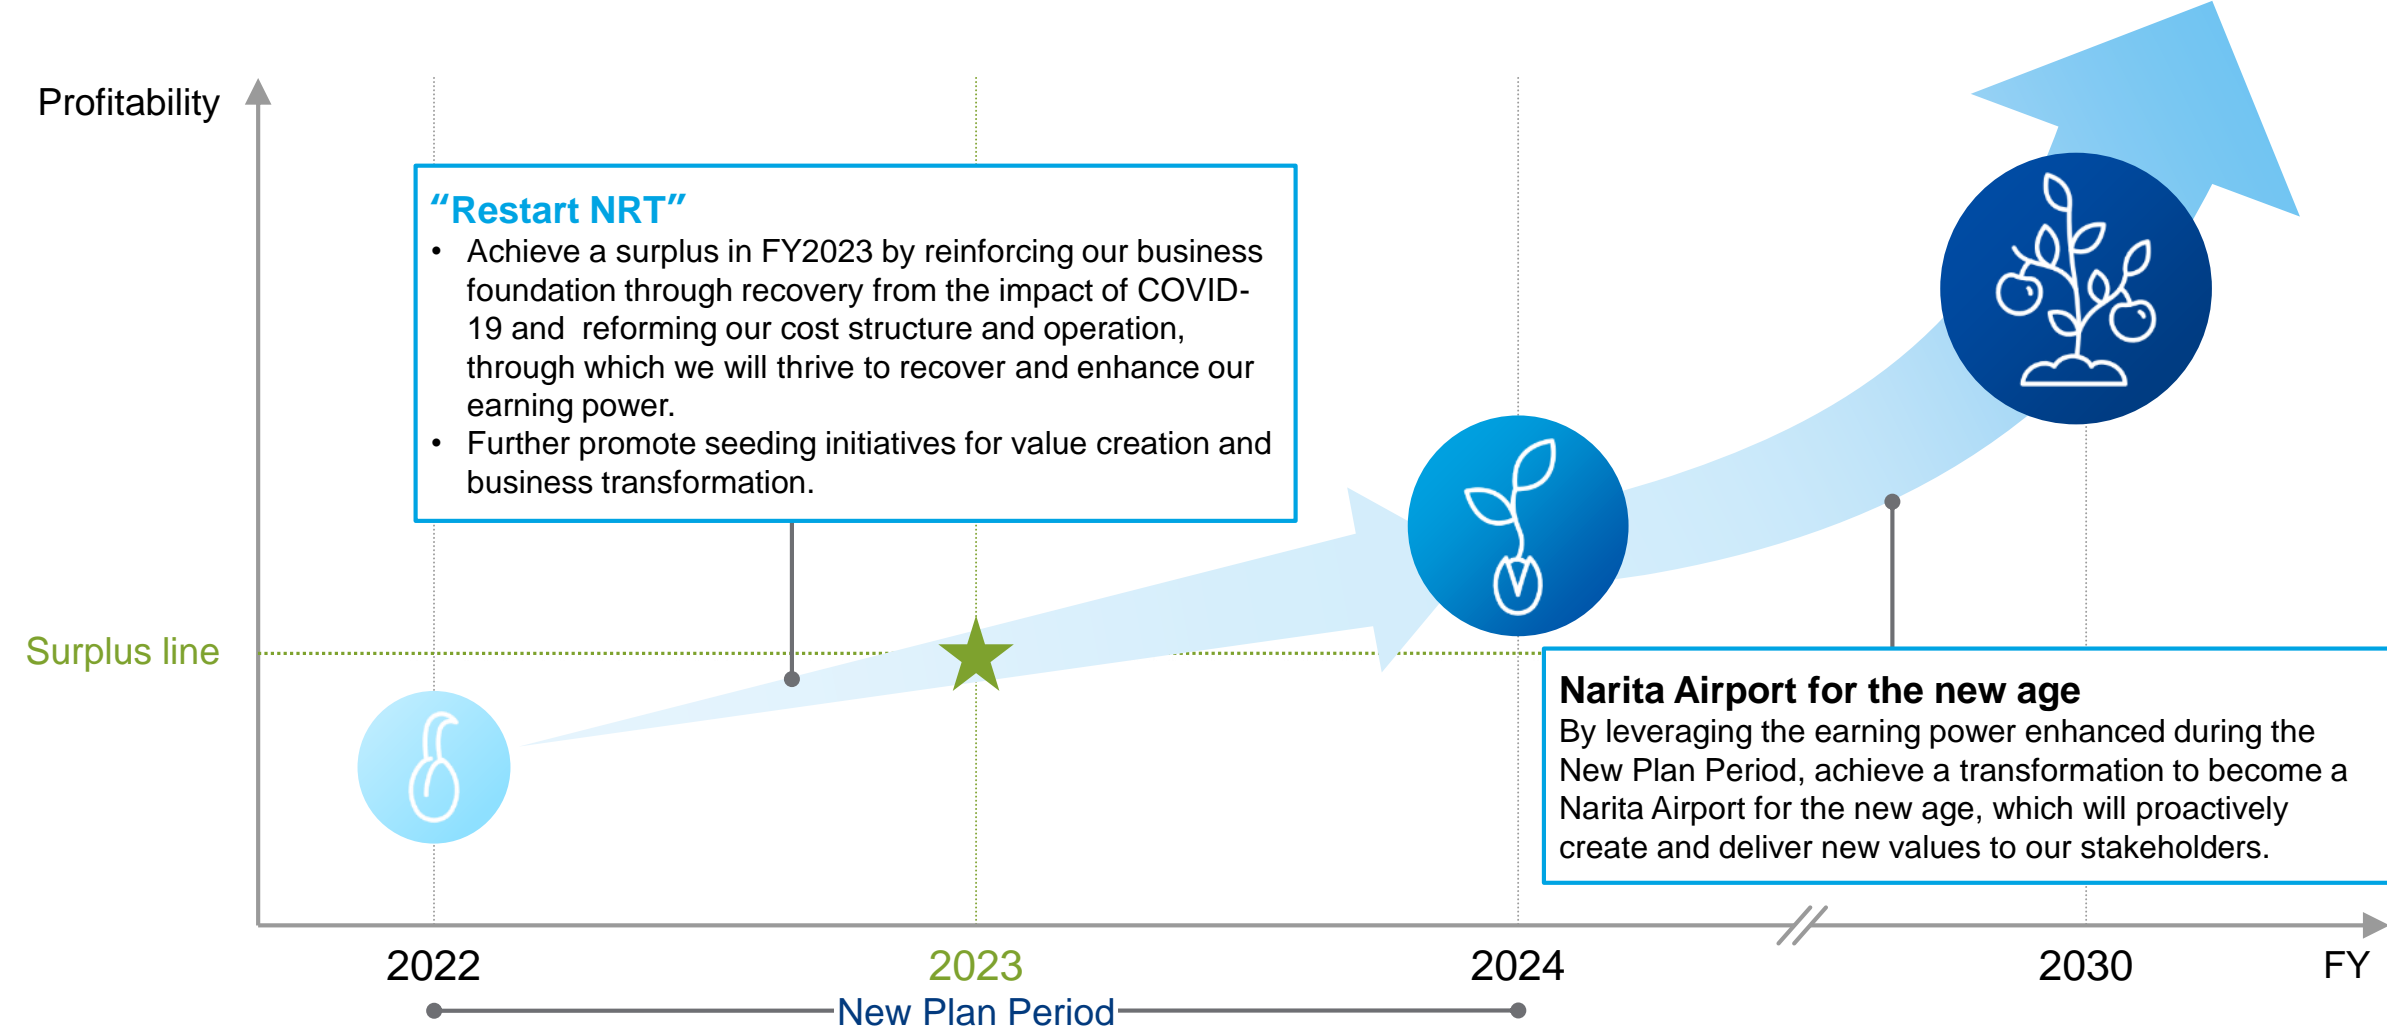 Profitability
“Restart NRT”
• Achieve a surplus in FY2023 by reinforcing our business
foundation through recovery from the impact of COVID-
19 and  reforming our cost structure and operation,
through which we will thrive to recover and enhance our
earning power.
• Further promote seeding initiatives for value creation and
business transformation.
Surplus line
Narita Airport for the new age
By leveraging the earning power enhanced during the
New Plan Period, achieve a transformation to become a
Narita Airport for the new age, which will proactively
create and deliver new values to our stakeholders.
2022
2023
2024
2030
FY
New Plan Period